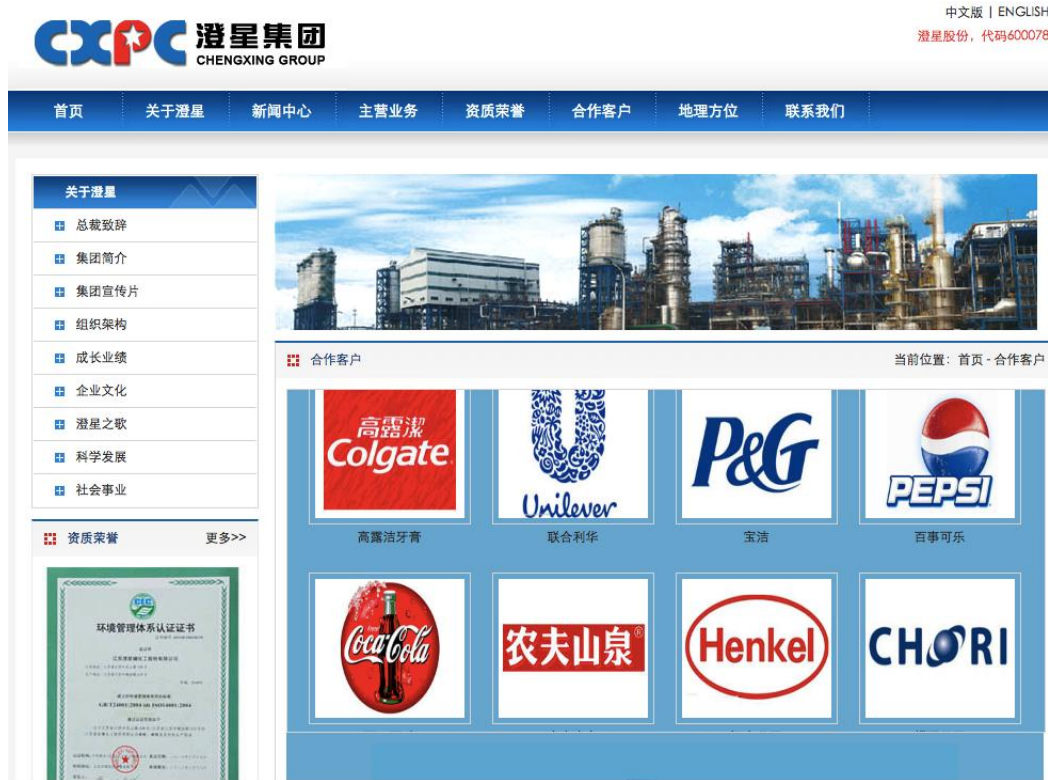 中文版 | ENGLISH
CXPC 澄星集团
CHENGXING GROUP
澄星股份，代码600078
首页 关于澄星 新闻中心 主营业务 资质荣誉 合作客户 地理方位 联系我们
关于澄星
总裁致辞
集团简介
集团宣传片
组织架构
成长业绩
企业文化
澄星之歌
科学发展
社会事业
资质荣誉 更多>>
环境管理体系认证证书
合作客户 当前位置：首页 - 合作客户
高露潔
Colgate
Unilever
P&G
PEPSI
高露洁牙膏 联合利华 宝洁 百事可乐
Coca-Cola
农夫山泉®
Henkel
CHORI